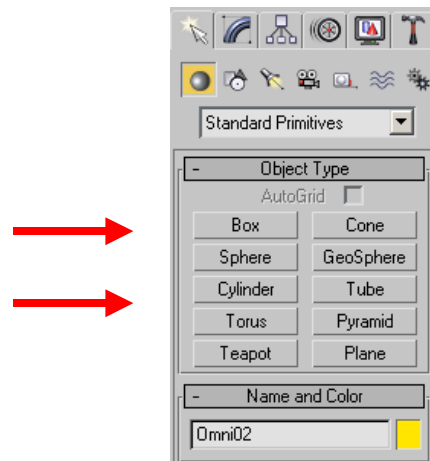 Standard Primitives
- Object Type
AutoGrid
Box Cone
Sphere GeoSphere
Cylinder Tube
Torus Pyramid
Teapot Plane
- Name and Color
Omni02